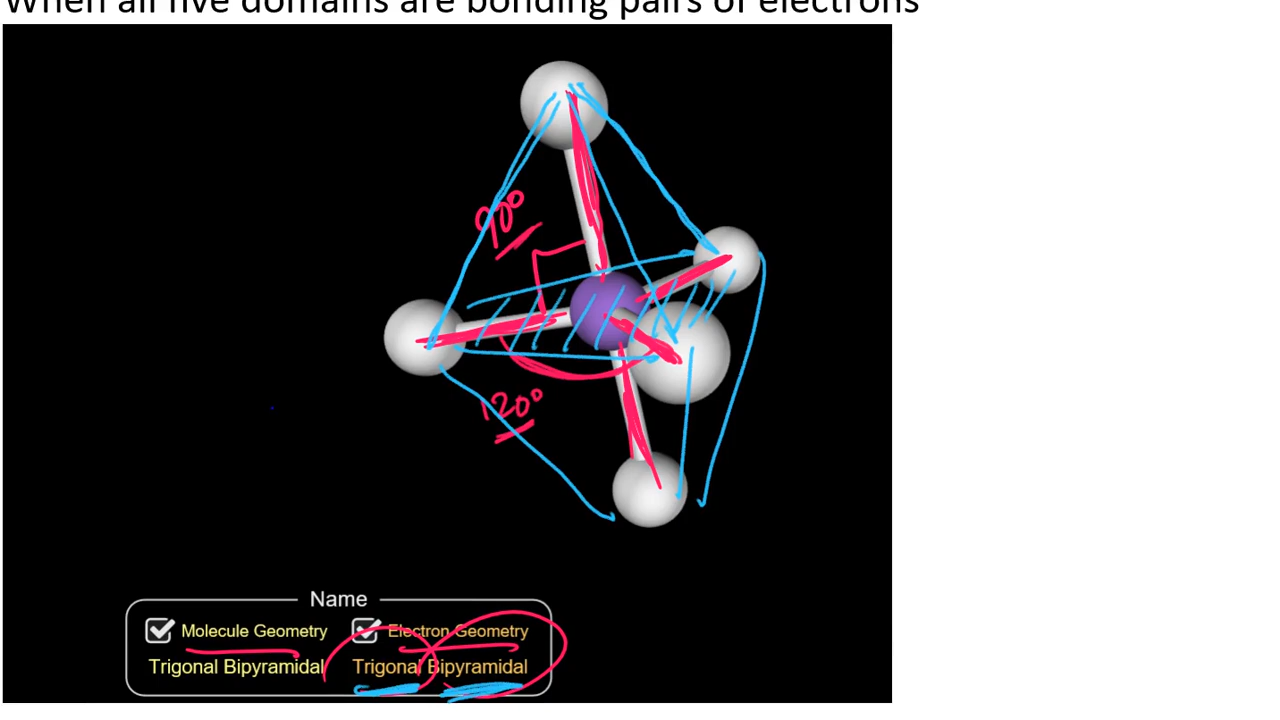 When all five domains are bonding pairs of electrons
90°
120°
Name
Molecule Geometry Electron Geometry
Trigonal Bipyramidal Trigonal Bipyramidal